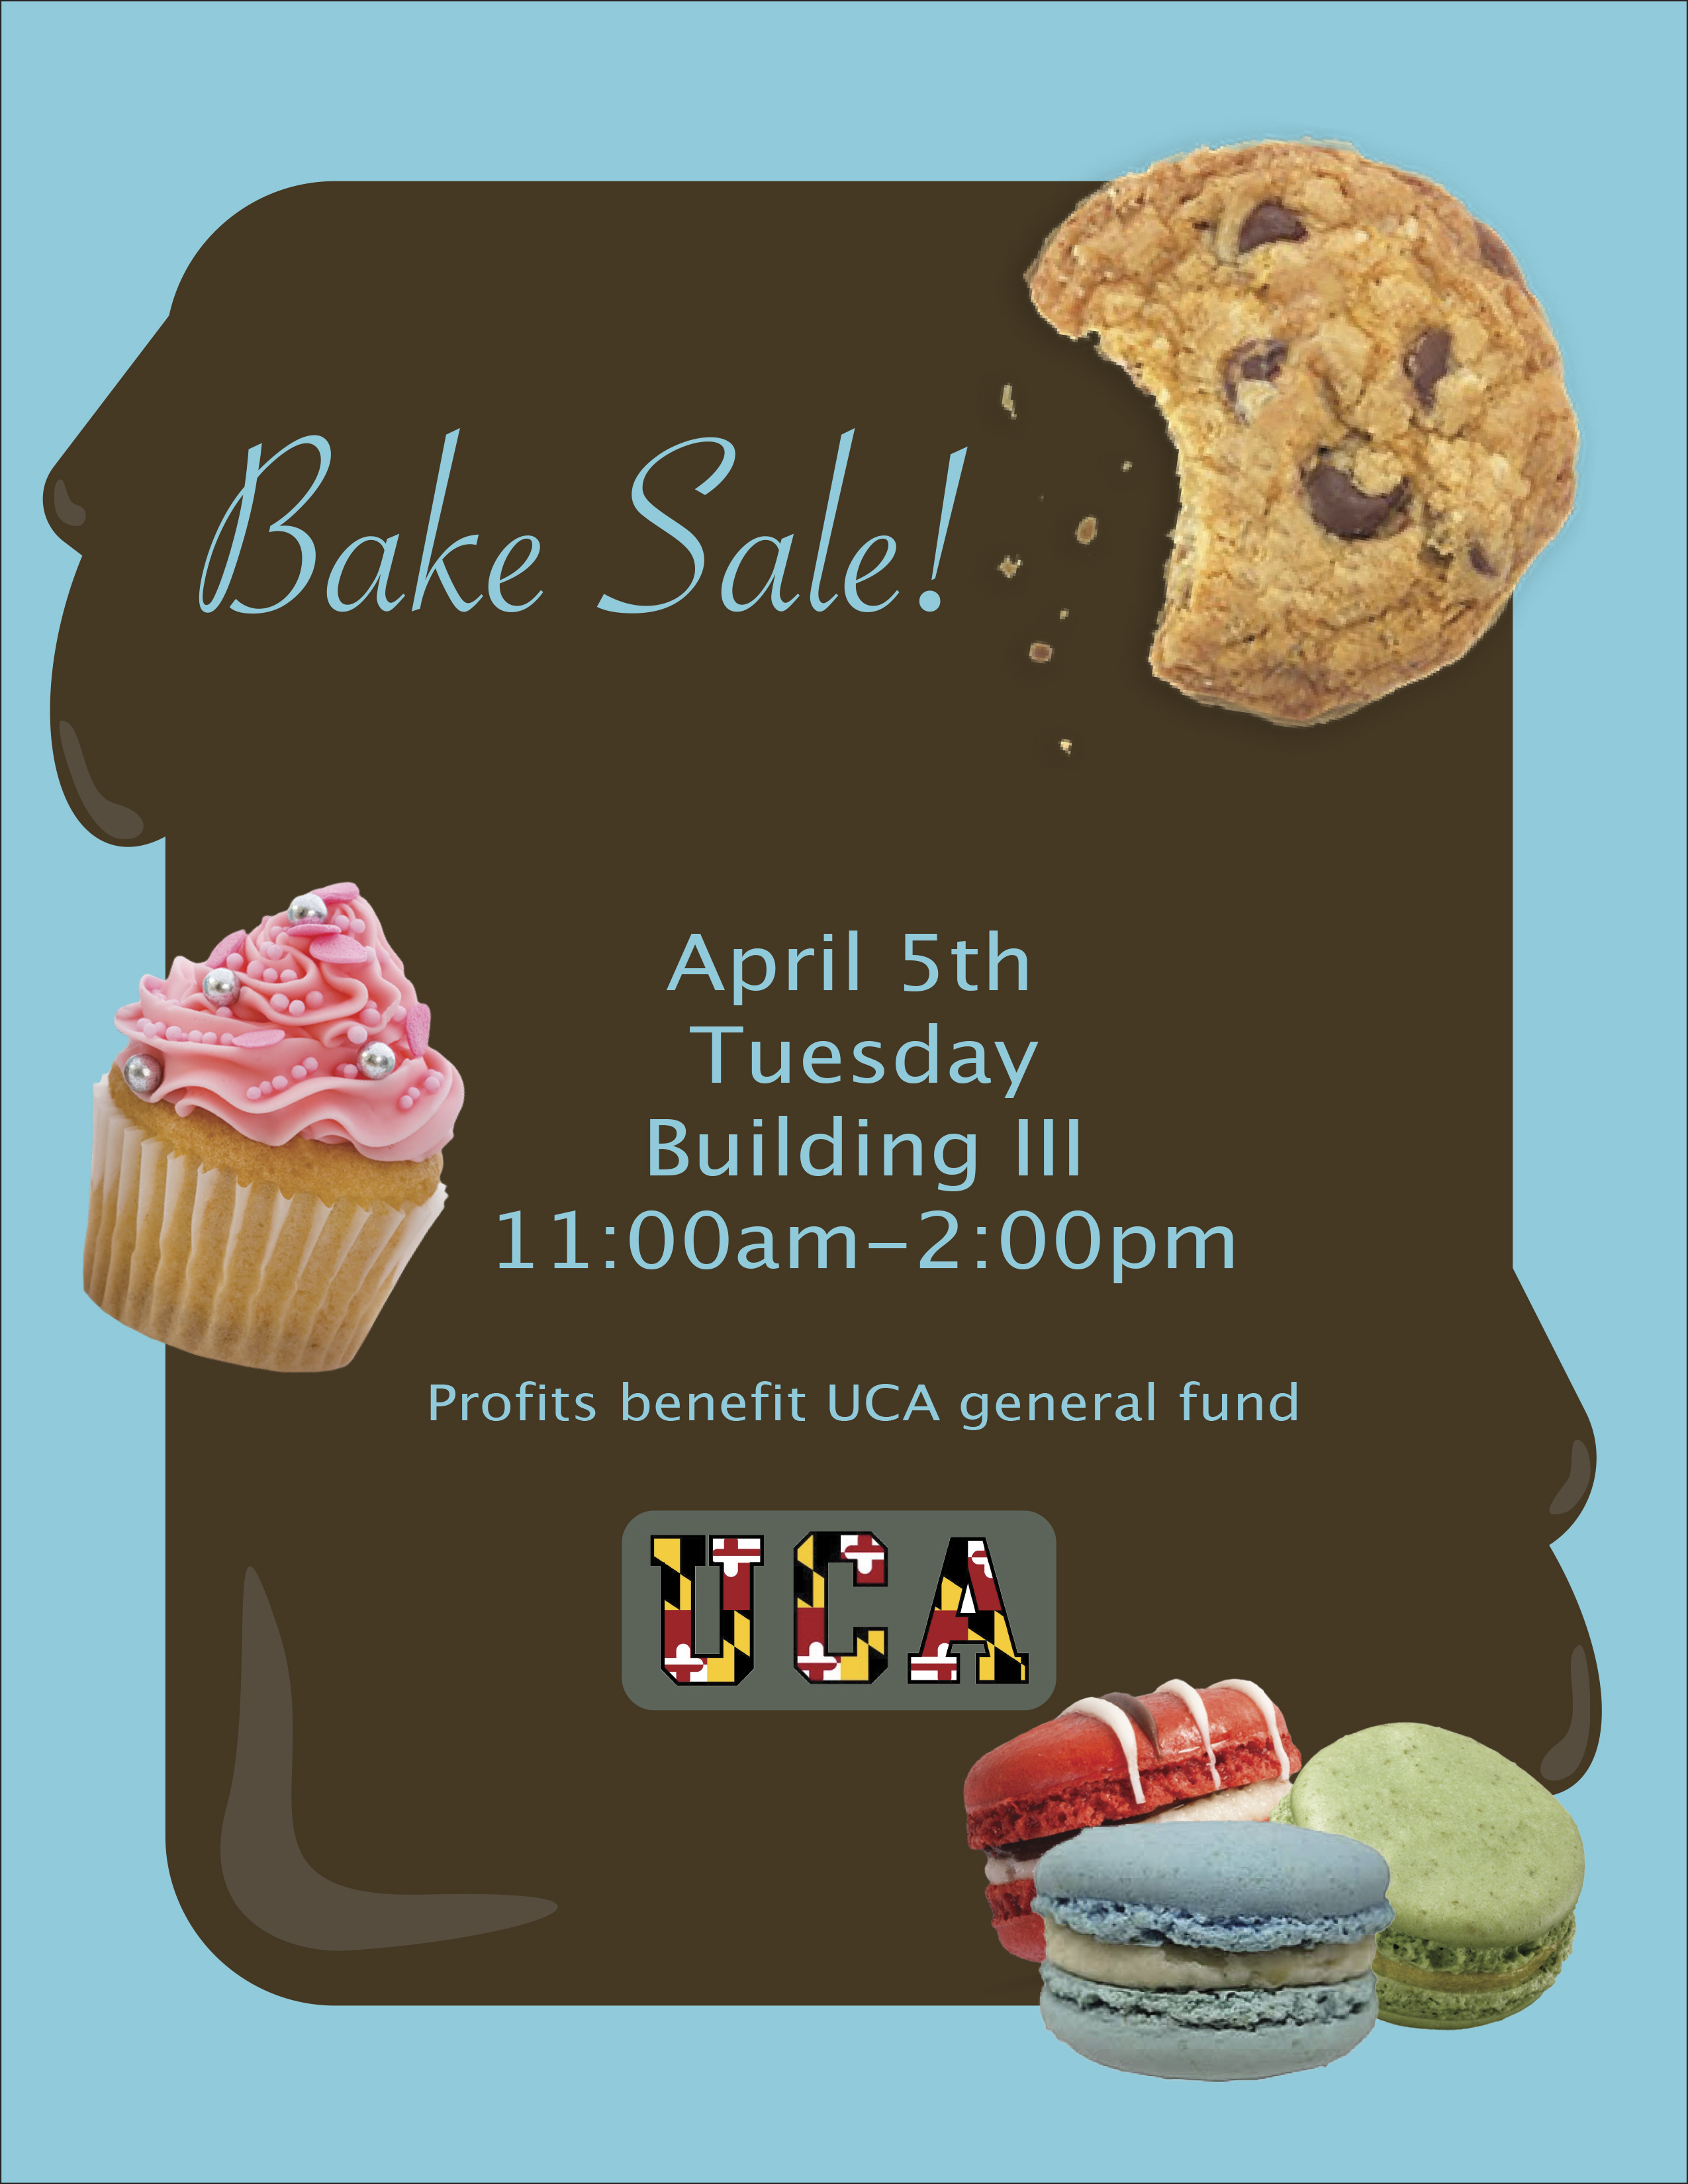 Bake Sale!
April 5th
Tuesday
Building III
11:00am–2:00pm
Profits benefit UCA general fund
UCA